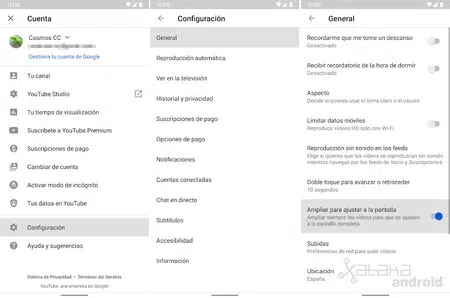 11:00
Cuenta
Cosmos CC
Gestiona tu cuenta de Google
Tu canal
YouTube Studio
Tu tiempo de visualización
Suscríbete a YouTube Premium
Suscripciones de pago
Cambiar de cuenta
Activar modo de incógnito
Tus datos en YouTube
Configuración
Ayuda y sugerencias
Política de Privacidad • Términos del Servicio
YouTube, una empresa de Google
11:00
Configuración
General
Reproducción automática
Ver en la televisión
Historial y privacidad
Suscripciones de pago
Opciones de pago
Notificaciones
Cuentas conectadas
Chat en directo
Subtítulos
Accesibilidad
Información
11:00
General
Recordarme que me tome un descanso
Desactivado
Recibir recordatorio de la hora de dormir
Desactivado
Aspecto
Decide si quieres usar el tema claro o el oscuro
Limitar datos móviles
Reproducir vídeos HD solo con Wi-Fi
Reproducción sin sonido en los feeds
Elige si quieres que los vídeos se reproduzcan sin sonido
mientras navegas por los feeds de Inicio y Suscripciones
Doble toque para avanzar o retroceder
10 segundos
Ampliar para ajustar a la pantalla
Ampliar siempre los vídeos para que se ajusten
a la pantalla completa
Subidas
Preferencias de red para subir vídeos
Ubicación
España
xataka
android